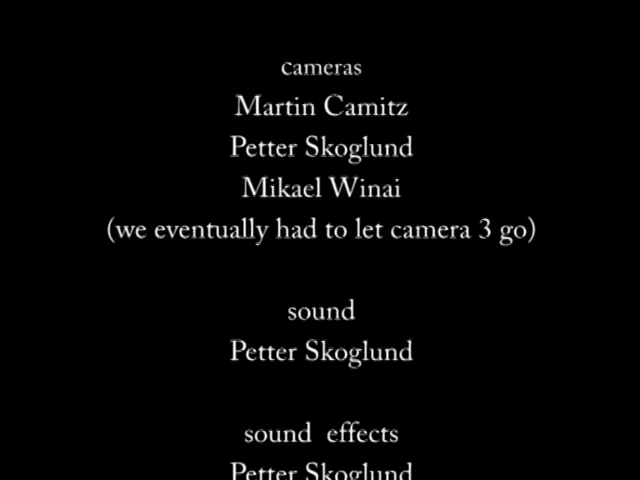 cameras
Martin Camitz
Petter Skoglund
Mikael Winai
(we eventually had to let camera 3 go)
sound
Petter Skoglund
sound effects
Petter Skoglund